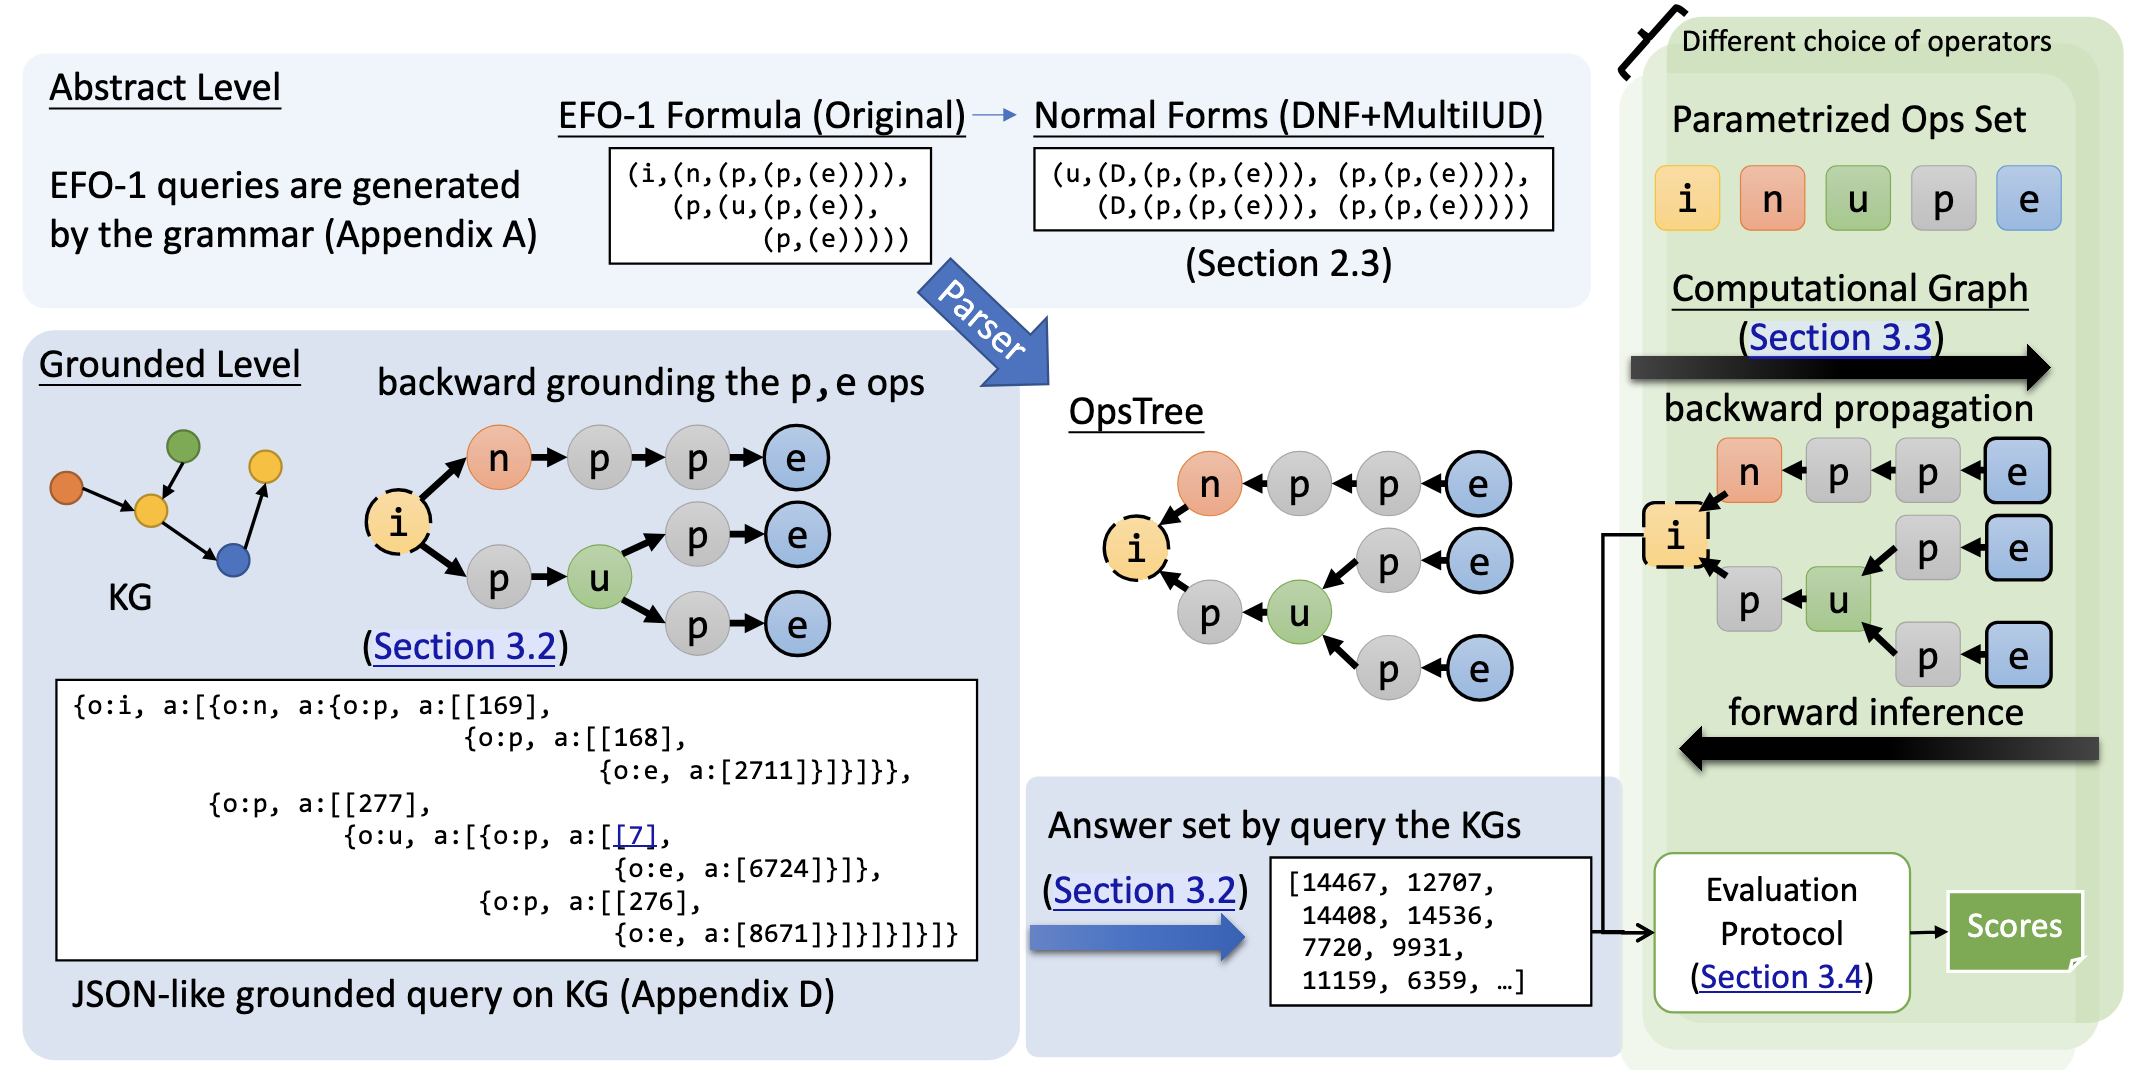 Abstract Level
EFO-1 queries are generated
by the grammar (Appendix A)
EFO-1 Formula (Original)
(i,(n,(p,(p,(e)))),
(p,(u,(p,(e)),
(p,(e)))))
Normal Forms (DNF+MultiIUD)
(u,(D,(p,(p,(e))), (p,(p,(e)))),
(D,(p,(p,(e))), (p,(p,(e)))))
(Section 2.3)
Parser
Grounded Level
backward grounding the p,e ops
KG
n p p e
i
p e
p u
p e
(Section 3.2)
{o:i, a:[{o:n, a:{o:p, a:[[169],
{o:p, a:[[168],
{o:e, a:[2711]}]}]}},
{o:p, a:[[277],
{o:u, a:[{o:p, a:[[7],
{o:e, a:[6724]}]},
{o:p, a:[[276],
{o:e, a:[8671]}]}]}]}]}
JSON-like grounded query on KG (Appendix D)
OpsTree
n p p e
i
p e
p u
p e
Answer set by query the KGs
(Section 3.2)
[14467, 12707,
14408, 14536,
7720, 9931,
11159, 6359, …]
Different choice of operators
Parametrized Ops Set
i n u p e
Computational Graph
(Section 3.3)
backward propagation
n p p e
i
p e
p u
p e
forward inference
Evaluation
Protocol
(Section 3.4)
Scores